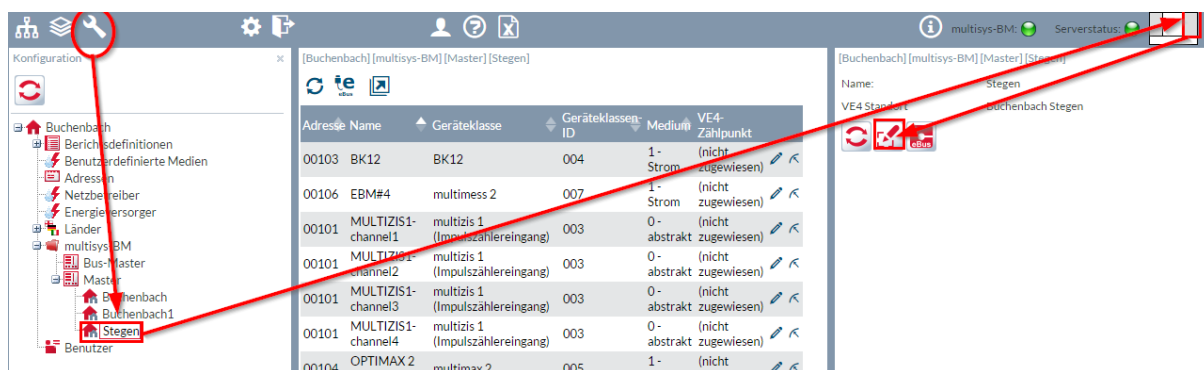 multisys-BM: Serverstatus:
Konfiguration ×
Buchenbach
Berichtsdefinitionen
Benutzerdefinierte Medien
Adressen
Netzbetreiber
Energieversorger
Länder
multisys-BM
Bus-Master
Master
Buchenbach
Buchenbach1
Stegen
Benutzer
[Buchenbach] [multisys-BM] [Master] [Stegen]
eBus
Adresse Name Geräteklasse Geräteklassen-ID Medium VE4-Zählpunkt
00103 BK12 BK12 004 1 - Strom (nicht zugewiesen)
00106 EBM#4 multimess 2 007 1 - Strom (nicht zugewiesen)
00101 MULTIZIS1-channel1 multizis 1 (Impulszählereingang) 003 0 - abstrakt (nicht zugewiesen)
00101 MULTIZIS1-channel2 multizis 1 (Impulszählereingang) 003 0 - abstrakt (nicht zugewiesen)
00101 MULTIZIS1-channel3 multizis 1 (Impulszählereingang) 003 0 - abstrakt (nicht zugewiesen)
00101 MULTIZIS1-channel4 multizis 1 (Impulszählereingang) 003 0 - abstrakt (nicht zugewiesen)
00104 OPTIMAX 2 multimax 2 005 1 - (nicht
[Buchenbach] [multisys-BM] [Master] [Stegen]
Name: Stegen
VE4 Standort Buchenbach Stegen
eBus